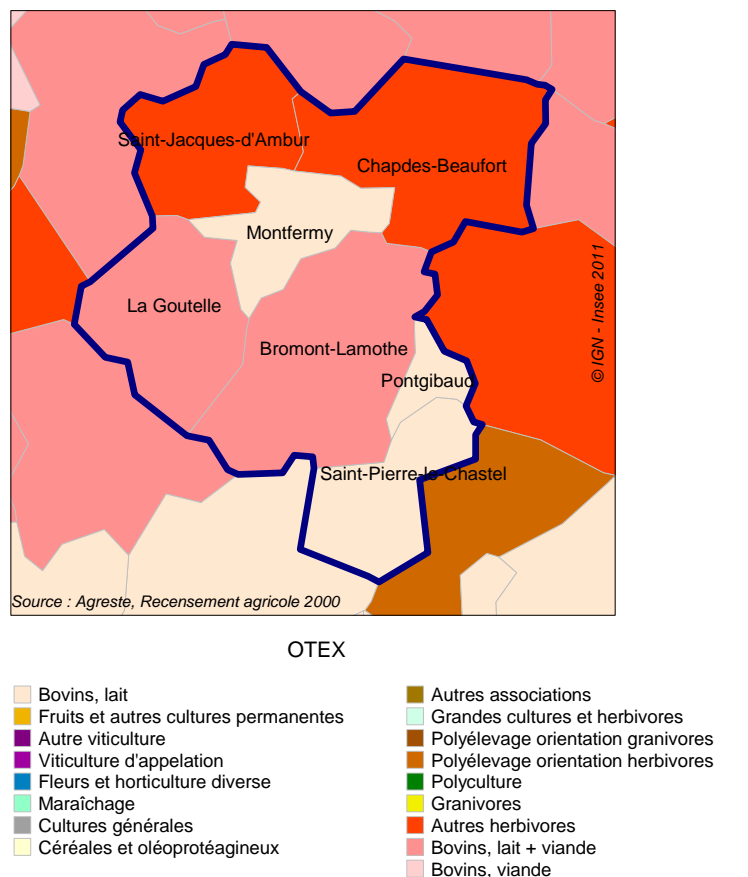 Saint-Jacques-d'Ambur
Chapdes-Beaufort
Montfermy
La Goutelle
Bromont-Lamothe
Pontgibaud
Saint-Pierre-le-Chastel
© IGN - Insee 2011
Source : Agreste, Recensement agricole 2000
OTEX
Bovins, lait
Fruits et autres cultures permanentes
Autre viticulture
Viticulture d'appelation
Fleurs et horticulture diverse
Maraîchage
Cultures générales
Céréales et oléoprotéagineux
Autres associations
Grandes cultures et herbivores
Polyélevage orientation granivores
Polyélevage orientation herbivores
Polyculture
Granivores
Autres herbivores
Bovins, lait + viande
Bovins, viande